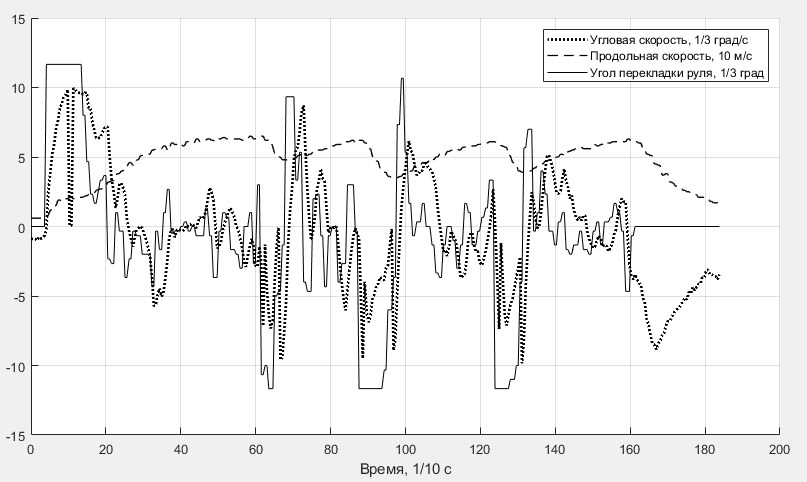 15
Угловая скорость, 1/3 град/с
Продольная скорость, 10 м/с
Угол перекладки руля, 1/3 град
10
5
0
-5
-10
-15
0 20 40 60 80 100 120 140 160 180 200
Время, 1/10 с